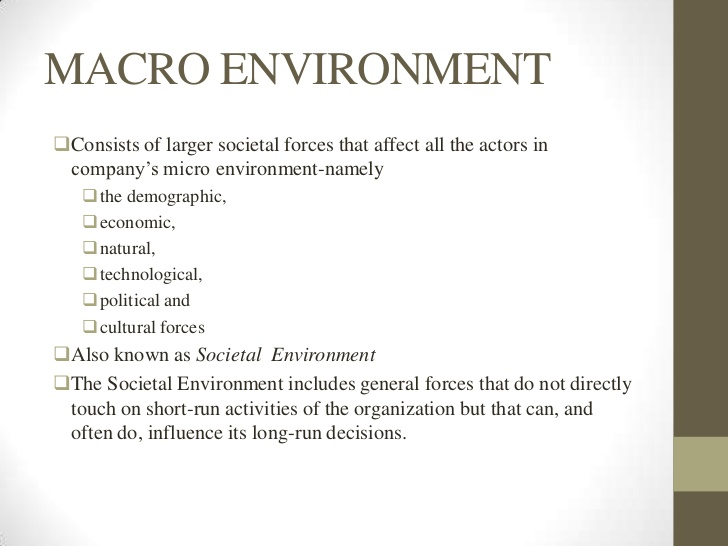 MACRO ENVIRONMENT
❑Consists of larger societal forces that affect all the actors in
company’s micro environment-namely
❑the demographic,
❑economic,
❑natural,
❑technological,
❑political and
❑cultural forces
❑Also known as Societal Environment
❑The Societal Environment includes general forces that do not directly
touch on short-run activities of the organization but that can, and
often do, influence its long-run decisions.